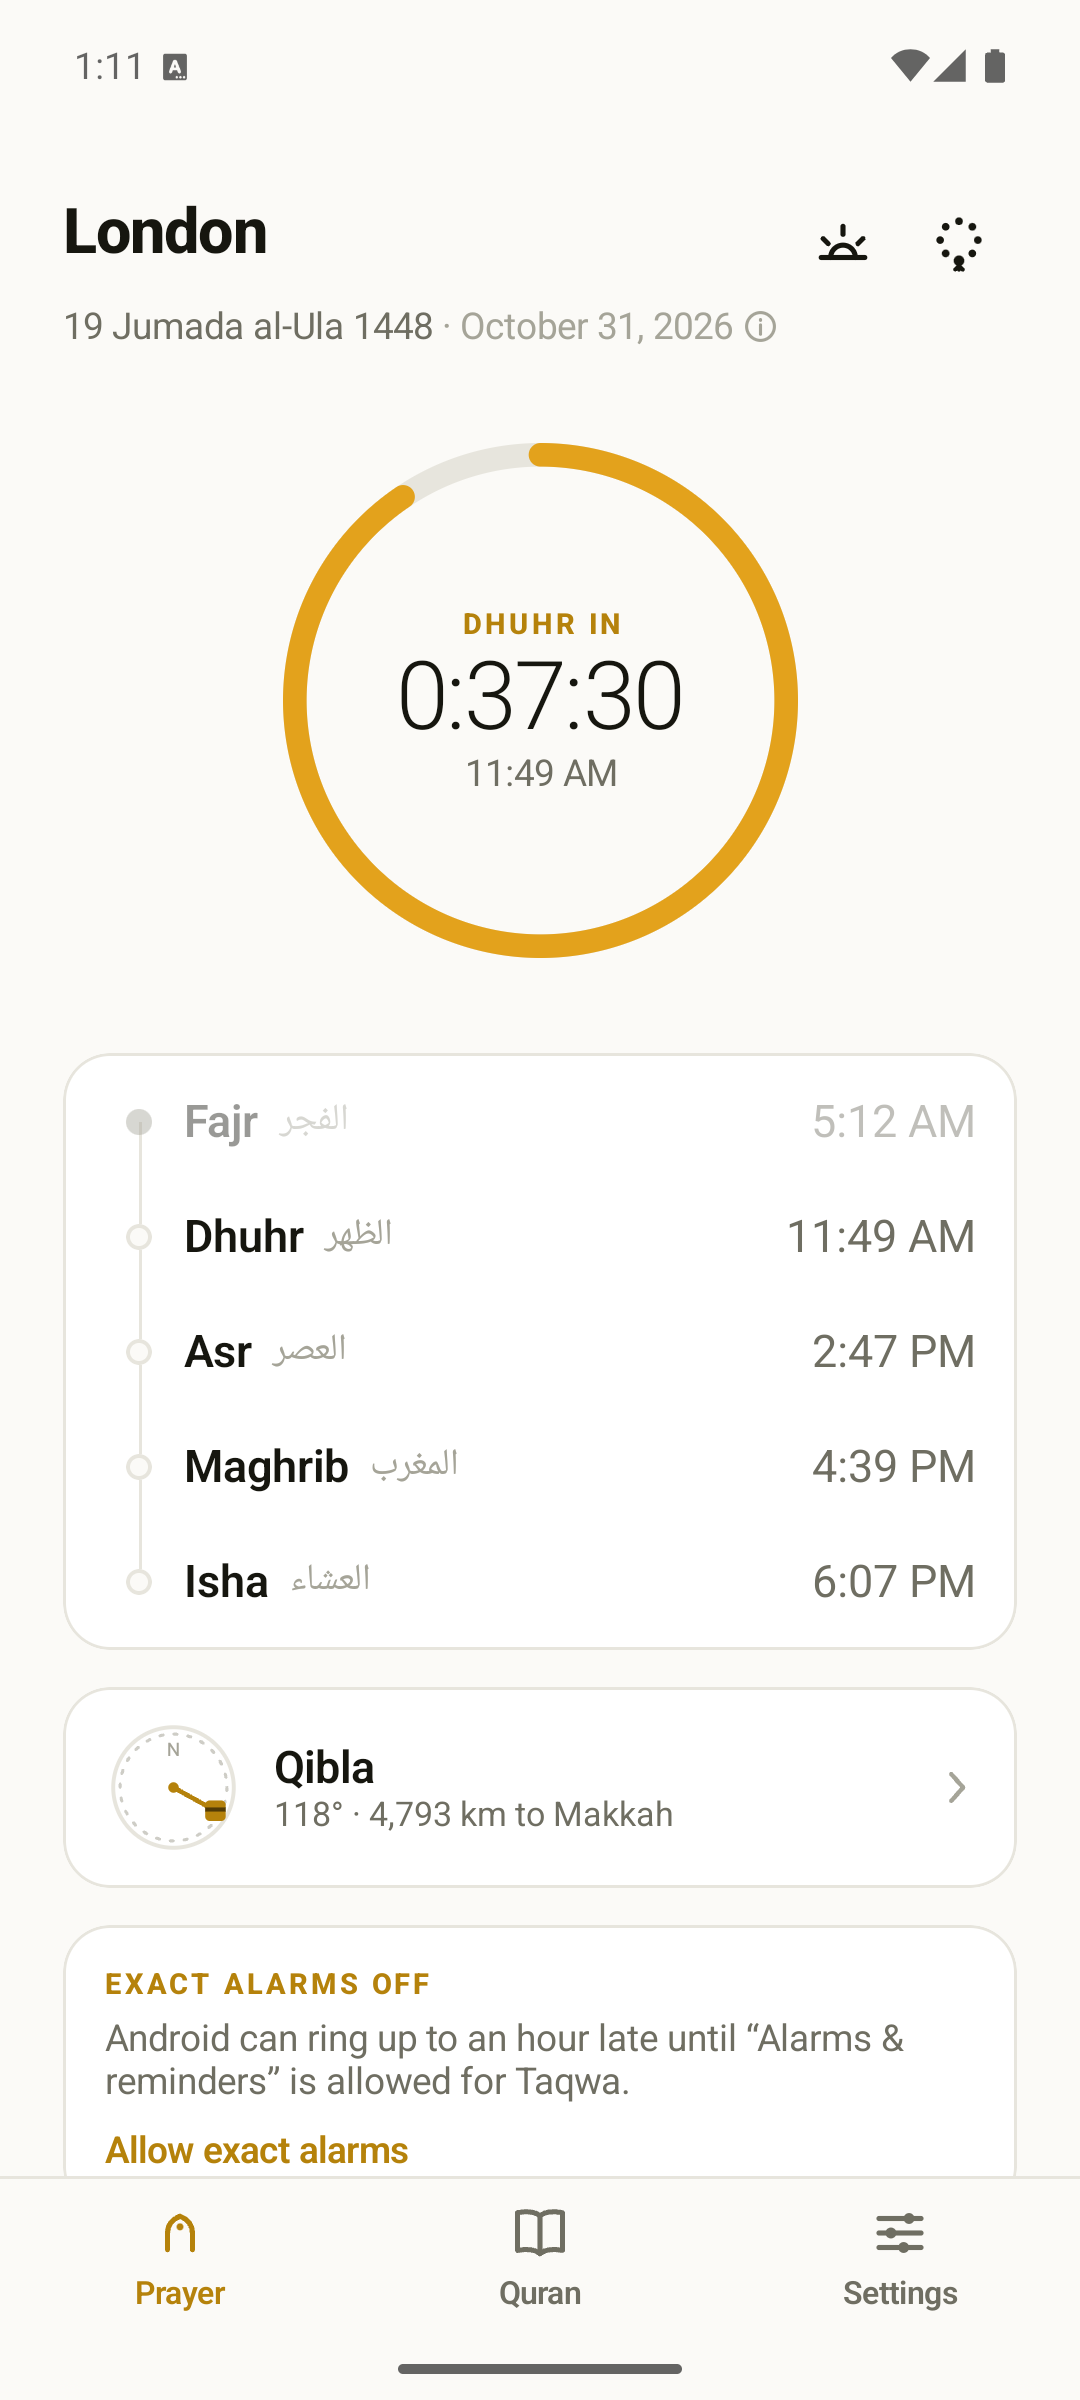 1:11
London
19 Jumada al-Ula 1448 · October 31, 2026
DHUHR IN
0:37:30
11:49 AM
Fajr الفجر 5:12 AM
Dhuhr الظهر 11:49 AM
Asr العصر 2:47 PM
Maghrib المغرب 4:39 PM
Isha العشاء 6:07 PM
N
Qibla
118° · 4,793 km to Makkah
EXACT ALARMS OFF
Android can ring up to an hour late until “Alarms &
reminders” is allowed for Taqwa.
Allow exact alarms
Prayer Quran Settings